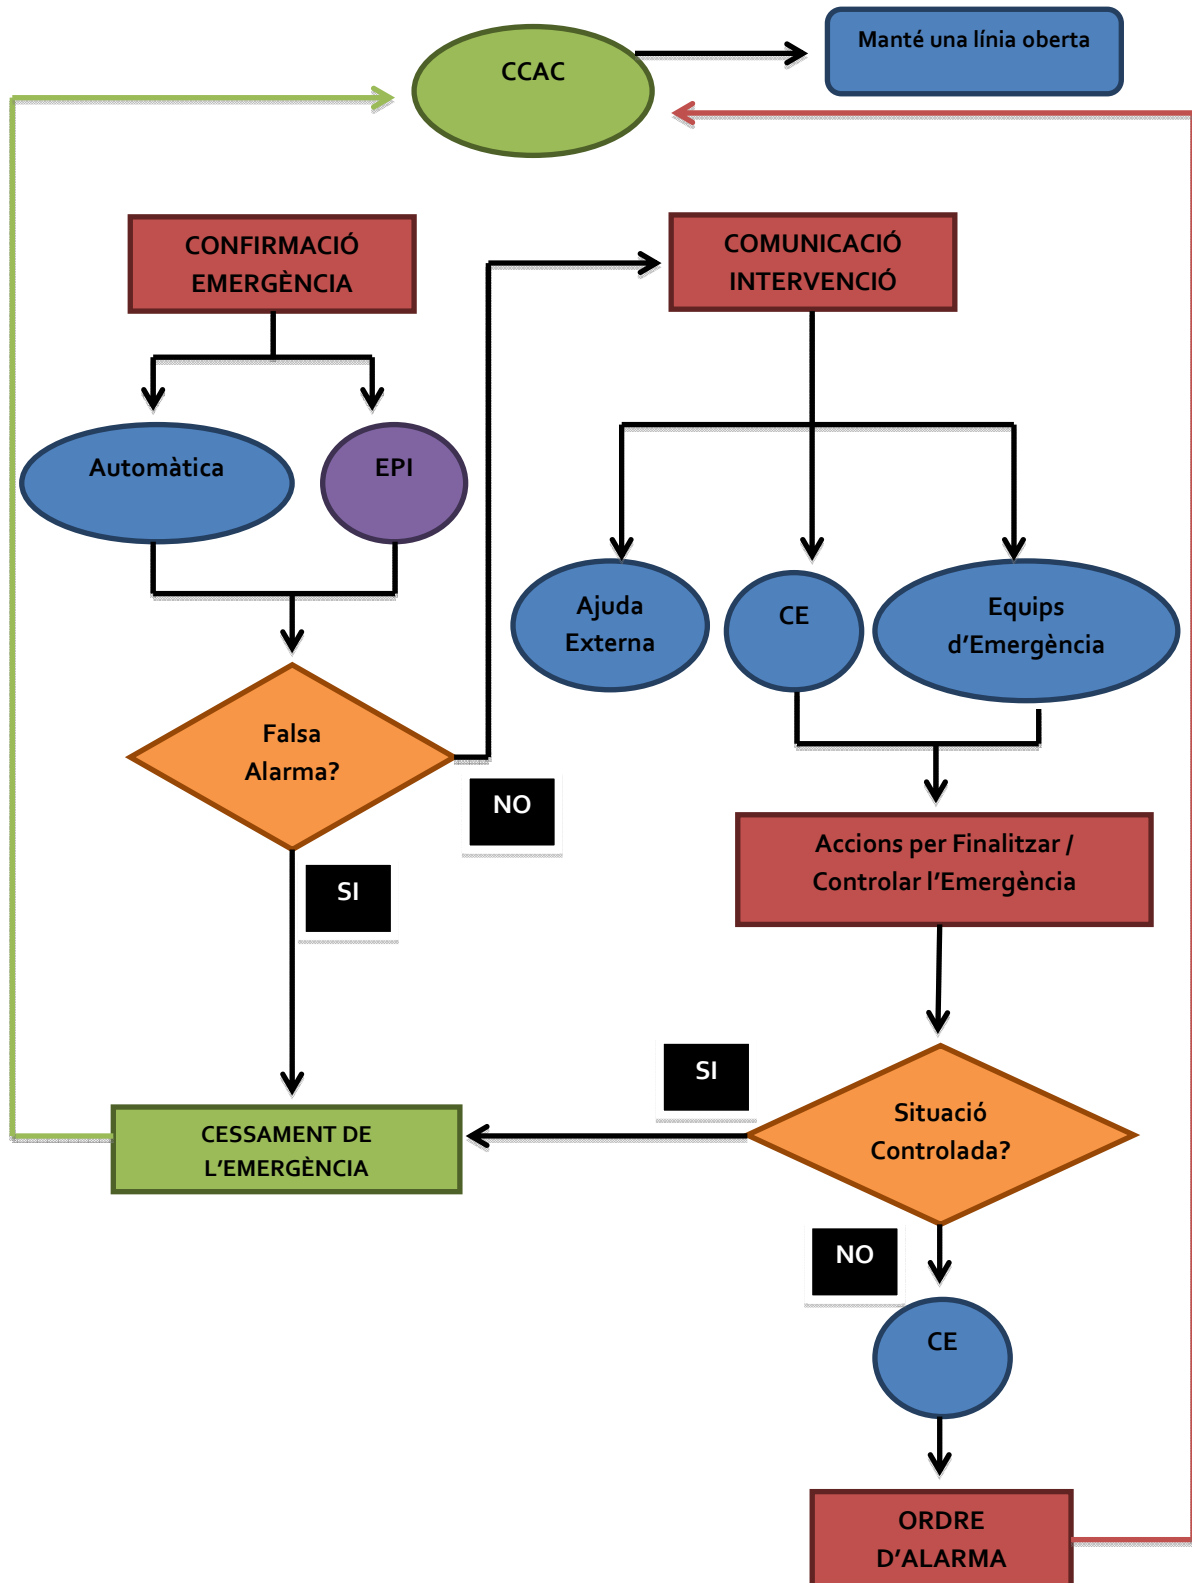 CCAC
Manté una línia oberta
CONFIRMACIÓ
EMERGÈNCIA
COMUNICACIÓ
INTERVENCIÓ
Automàtica
EPI
Ajuda
Externa
CE
Equips
d'Emergència
Falsa
Alarma?
NO
SI
Accions per Finalitzar /
Controlar l'Emergència
SI
Situació
Controlada?
CESSAMENT DE
L'EMERGÈNCIA
NO
CE
ORDRE
D'ALARMA